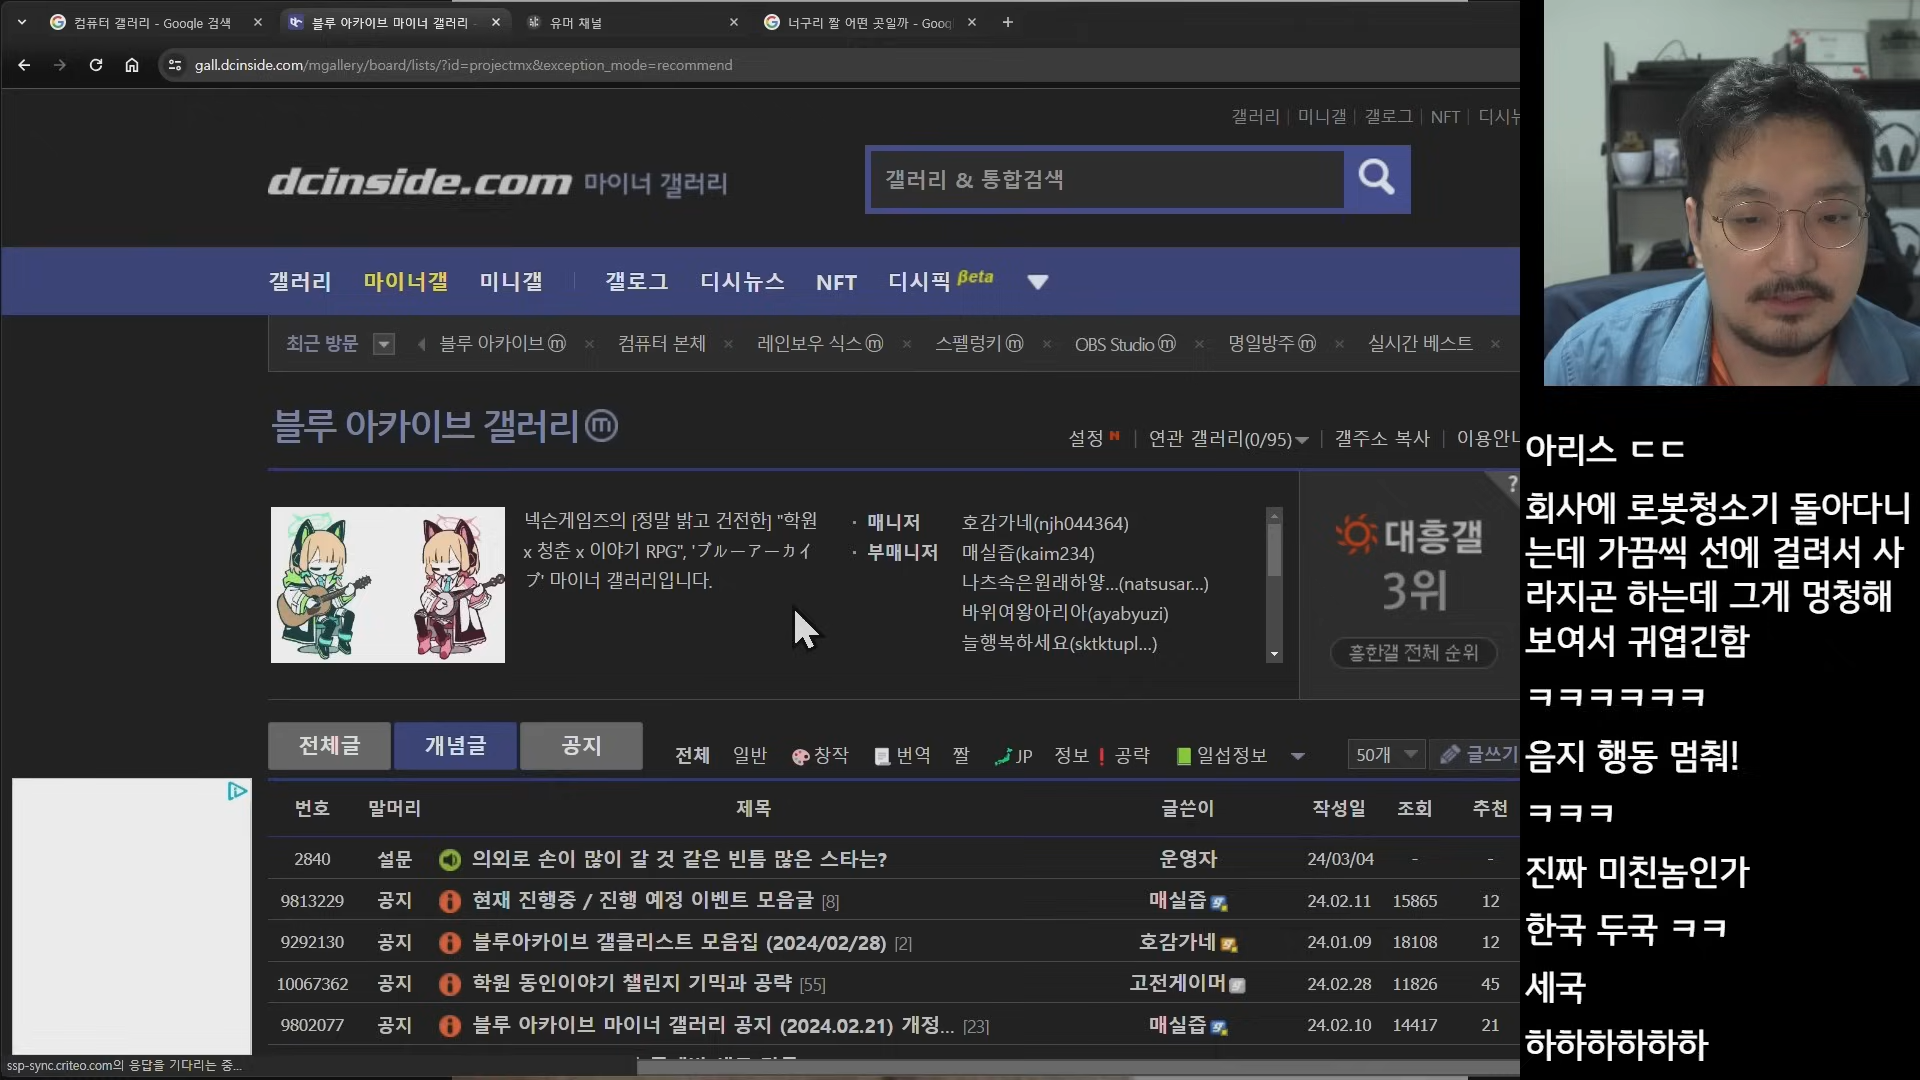 컴퓨터 갤러리 - Google 검색
블루 아카이브 마이너 갤러리 -
유머 채널
너구리 짤 어떤 곳일까 - Goog
gall.dcinside.com/mgallery/board/lists/?id=projectmx&exception_mode=recommend
갤러리 | 미니갤 | 갤로그 | NFT | 디시뉴
dcinside.com 마이너 갤러리
갤러리 & 통합검색
갤러리 마이너갤 미니갤 갤로그 디시뉴스 NFT 디시픽 βeta
최근 방문 블루 아카이브ⓜ × 컴퓨터 본체 × 레인보우 식스ⓜ × 스펠렁키ⓜ × OBS Studioⓜ × 명일방주ⓜ × 실시간 베스트 ×
블루 아카이브 갤러리ⓜ
설정 N | 연관 갤러리(0/95) | 갤주소 복사 | 이용안내
넥슨게임즈의 [정말 밝고 건전한] "학원
x 청춘 x 이야기 RPG", 'ブルーアーカイ
ブ' 마이너 갤러리입니다.
· 매니저 호감가네(njh044364)
· 부매니저 매실즙(kaim234)
나츠속은원래하양...(natsusar...)
바위여왕아리아(ayabyuzi)
늘행복하세요(sktktupl...)
?
대흥갤
3위
흥한갤 전체 순위
전체글 개념글 공지
전체 일반 창작 번역 짤 JP 정보❗공략 일섭정보
50개 글쓰기
번호 말머리 제목 글쓴이 작성일 조회 추천
2840 설문 의외로 손이 많이 갈 것 같은 빈틈 많은 스타는? 운영자 24/03/04 - -
9813229 공지 현재 진행중 / 진행 예정 이벤트 모음글 [8] 매실즙 24.02.11 15865 12
9292130 공지 블루아카이브 갤클리스트 모음집 (2024/02/28) [2] 호감가네 24.01.09 18108 12
10067362 공지 학원 동인이야기 챌린지 기믹과 공략 [55] 고전게이머 24.02.28 11826 45
9802077 공지 블루 아카이브 마이너 갤러리 공지 (2024.02.21) 개정... [23] 매실즙 24.02.10 14417 21
ssp-sync.criteo.com의 응답을 기다리는 중...
아리스 ㄷㄷ
회사에 로봇청소기 돌아다니
는데 가끔씩 선에 걸려서 사
라지곤 하는데 그게 멍청해
보여서 귀엽긴함
ㅋㅋㅋㅋㅋㅋ
음지 행동 멈춰!
ㅋㅋㅋ
진짜 미친놈인가
한국 두국 ㅋㅋ
세국
하하하하하하